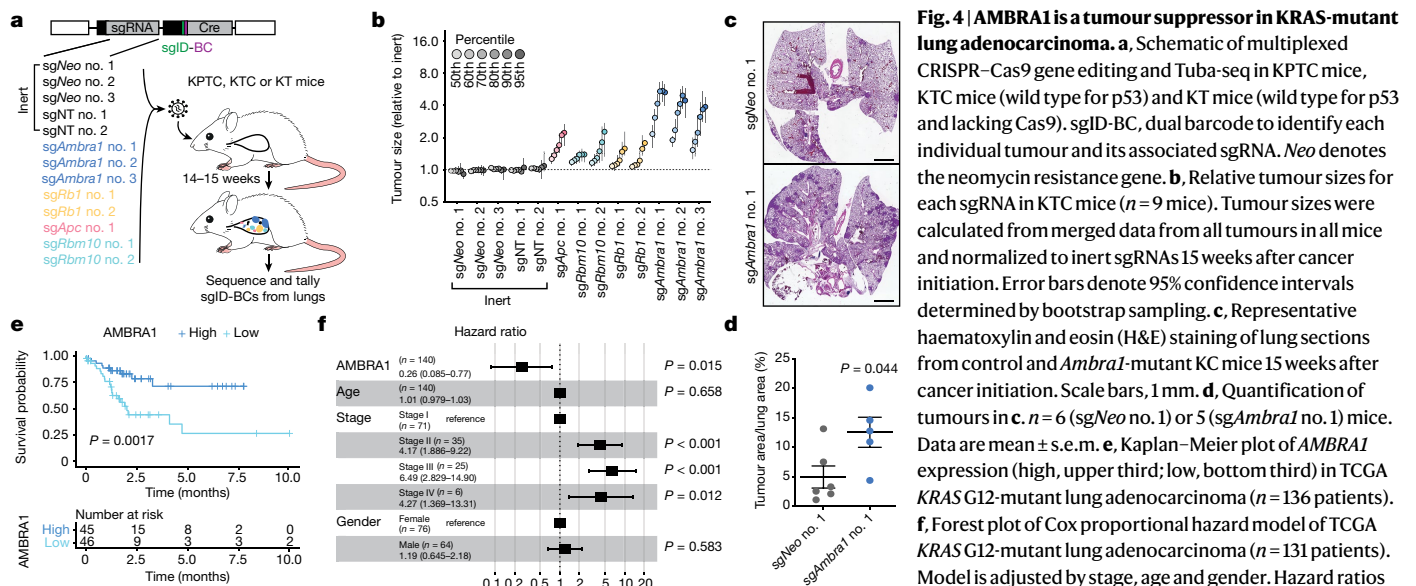 a
sgRNA
Cre
sgID-BC
Inert
sgNeo no. 1
sgNeo no. 2
sgNeo no. 3
sgNT no. 1
sgNT no. 2
sgAmbra1 no. 1
sgAmbra1 no. 2
sgAmbra1 no. 3
sgRb1 no. 1
sgRb1 no. 2
sgApc no. 1
sgRbm10 no. 1
sgRbm10 no. 2
KPTC, KTC or KT mice
14–15 weeks
Sequence and tally
sgID-BCs from lungs
b
Tumour size (relative to inert)
16.0
8.0
4.0
2.0
1.0
0.5
Percentile
50th
60th
70th
80th
90th
95th
sgNeo no. 1
sgNeo no. 2
sgNeo no. 3
sgNT no. 1
sgNT no. 2
sgApc no. 1
sgRbm10 no. 1
sgRbm10 no. 2
sgRb1 no. 1
sgRb1 no. 2
sgAmbra1 no. 1
sgAmbra1 no. 2
sgAmbra1 no. 3
Inert
c
sgNeo no. 1
sgAmbra1 no. 1
d
Tumour area/lung area (%)
25
20
15
10
5
0
P = 0.044
sgNeo no. 1
sgAmbra1 no. 1
e
AMBRA1 High Low
Survival probability
1.00
0.75
0.50
0.25
0
P = 0.0017
0 2.5 5.0 7.5 10.0
Time (months)
AMBRA1
Number at risk
High 45 15 8 2 0
Low 46 9 3 3 2
0 2.5 5.0 7.5 10.0
Time (months)
f
Hazard ratio
AMBRA1 (n = 140) P = 0.015
0.26 (0.085–0.77)
Age (n = 140) P = 0.658
1.01 (0.979–1.03)
Stage Stage I reference
(n = 71)
Stage II (n = 35) P < 0.001
4.17 (1.886–9.22)
Stage III (n = 25) P < 0.001
6.49 (2.829–14.90)
Stage IV (n = 6) P = 0.012
4.27 (1.369–13.31)
Gender Female reference
(n = 76)
Male (n = 64) P = 0.583
1.19 (0.645–2.18)
0.1 0.2 0.5 1 2 5 10 20
Fig. 4 | AMBRA1 is a tumour suppressor in KRAS-mutant
lung adenocarcinoma. a, Schematic of multiplexed
CRISPR–Cas9 gene editing and Tuba-seq in KPTC mice,
KTC mice (wild type for p53) and KT mice (wild type for p53
and lacking Cas9). sgID-BC, dual barcode to identify each
individual tumour and its associated sgRNA. Neo denotes
the neomycin resistance gene. b, Relative tumour sizes for
each sgRNA in KTC mice (n = 9 mice). Tumour sizes were
calculated from merged data from all tumours in all mice
and normalized to inert sgRNAs 15 weeks after cancer
initiation. Error bars denote 95% confidence intervals
determined by bootstrap sampling. c, Representative
haematoxylin and eosin (H&E) staining of lung sections
from control and Ambra1-mutant KC mice 15 weeks after
cancer initiation. Scale bars, 1 mm. d, Quantification of
tumours in c. n = 6 (sgNeo no. 1) or 5 (sgAmbra1 no. 1) mice.
Data are mean ± s.e.m. e, Kaplan–Meier plot of AMBRA1
expression (high, upper third; low, bottom third) in TCGA
KRAS G12-mutant lung adenocarcinoma (n = 136 patients).
f, Forest plot of Cox proportional hazard model of TCGA
KRAS G12-mutant lung adenocarcinoma (n = 131 patients).
Model is adjusted by stage, age and gender. Hazard ratios